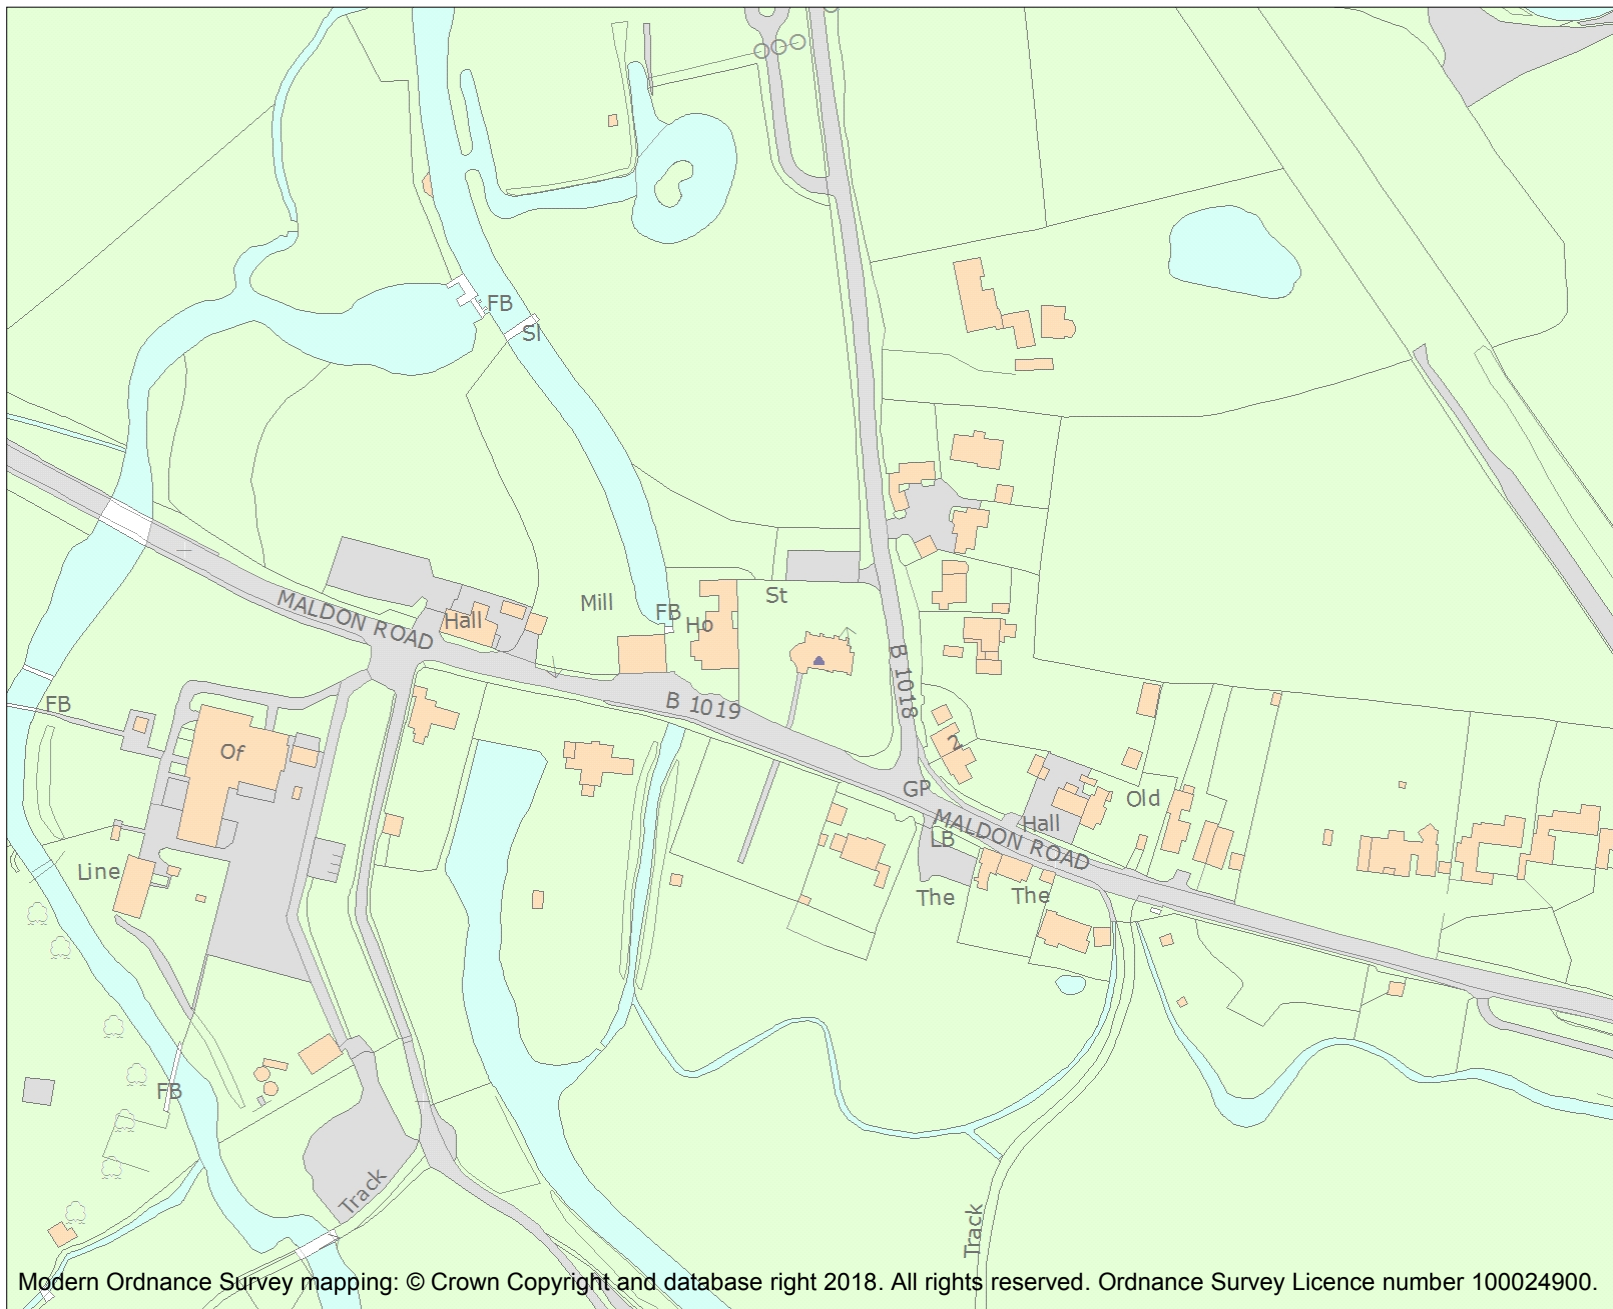 FB
Sl
MALDON ROAD
Hall
Mill
FB
Ho
St
B 1018
B 1019
FB
Of
2
GP
MALDON ROAD
Hall
Old
LB
Line
The
The
FB
Track
Track
Modern Ordnance Survey mapping: © Crown Copyright and database right 2018. All rights reserved. Ordnance Survey Licence number 100024900.